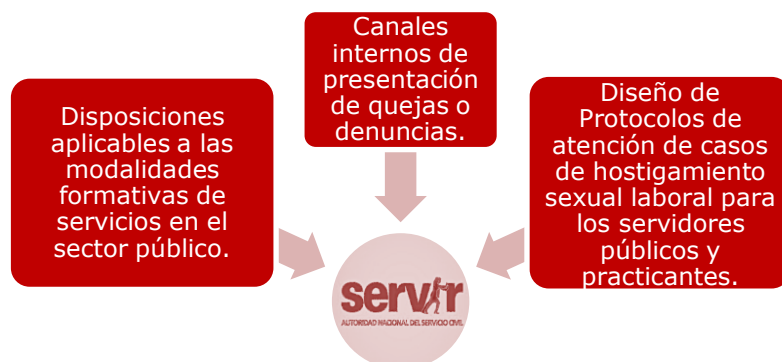 Disposiciones
aplicables a las
modalidades
formativas de
servicios en el
sector público.
Canales
internos de
presentación
de quejas o
denuncias.
Diseño de
Protocolos de
atención de casos
de hostigamiento
sexual laboral para
los servidores
públicos y
practicantes.
servir
AUTORIDAD NACIONAL DEL SERVICIO CIVIL